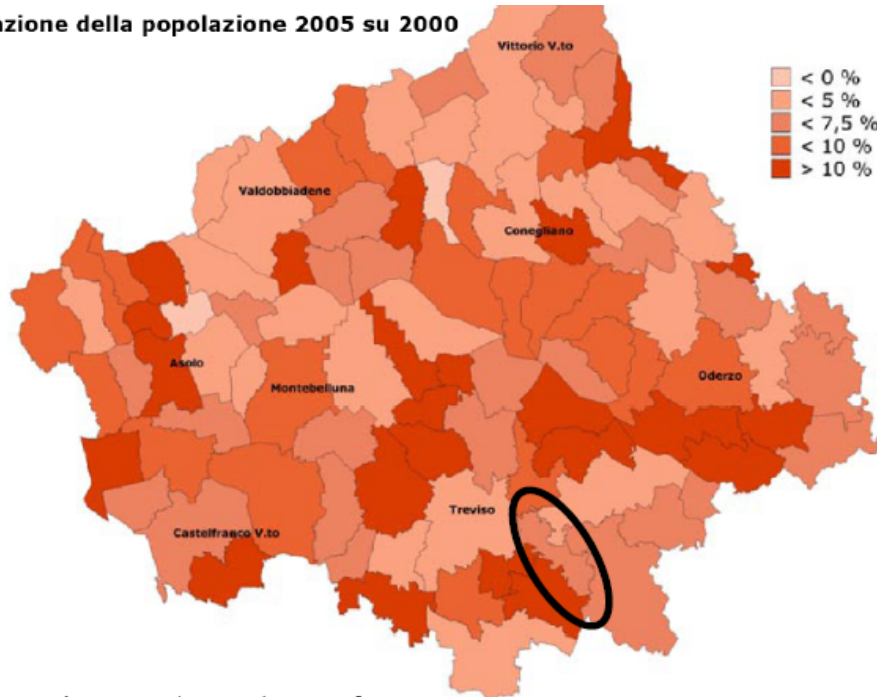 azione della popolazione 2005 su 2000
Vittorio V.to
< 0 %
< 5 %
< 7,5 %
< 10 %
> 10 %
Valdobbiadene
Conegliano
Asolo
Montebelluna
Oderzo
Treviso
Castelfranco V.to